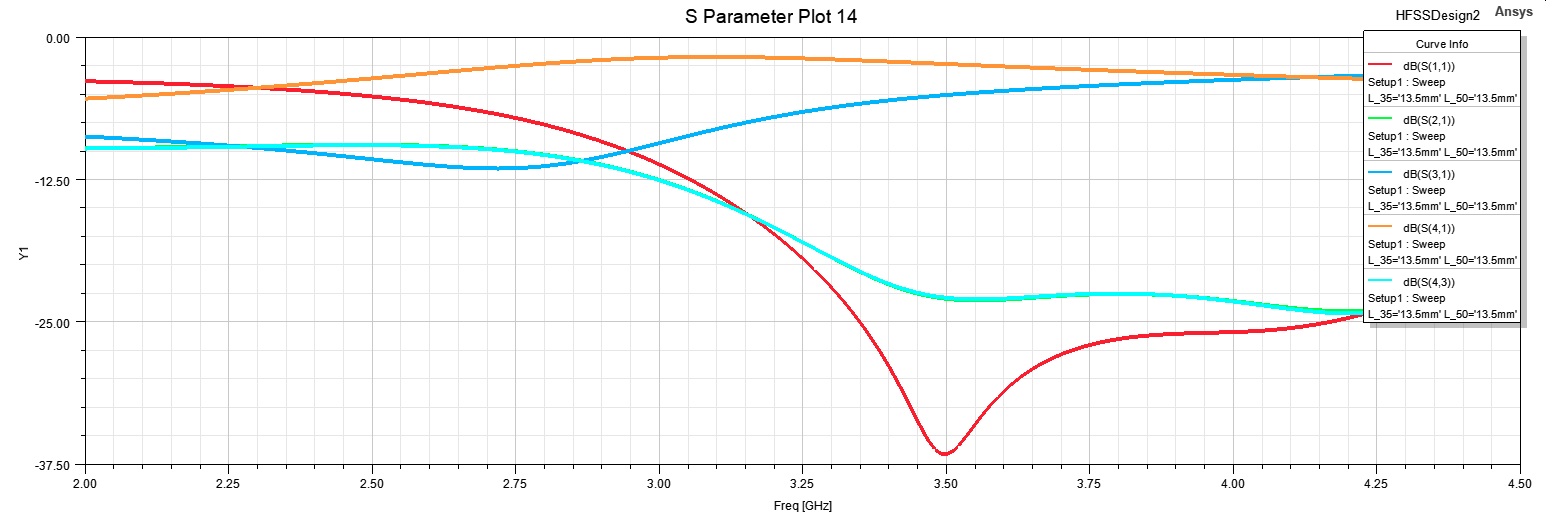 S Parameter Plot 14
HFSSDesign2
Ansys
Curve Info
dB(S(1,1))
Setup1 : Sweep
L_35='13.5mm' L_50='13.5mm'
dB(S(2,1))
Setup1 : Sweep
L_35='13.5mm' L_50='13.5mm'
dB(S(3,1))
Setup1 : Sweep
L_35='13.5mm' L_50='13.5mm'
dB(S(4,1))
Setup1 : Sweep
L_35='13.5mm' L_50='13.5mm'
dB(S(4,3))
Setup1 : Sweep
L_35='13.5mm' L_50='13.5mm'
0.00
-12.50
-25.00
-37.50
Y1
2.00 2.25 2.50 2.75 3.00 3.25 3.50 3.75 4.00 4.25 4.50
Freq [GHz]